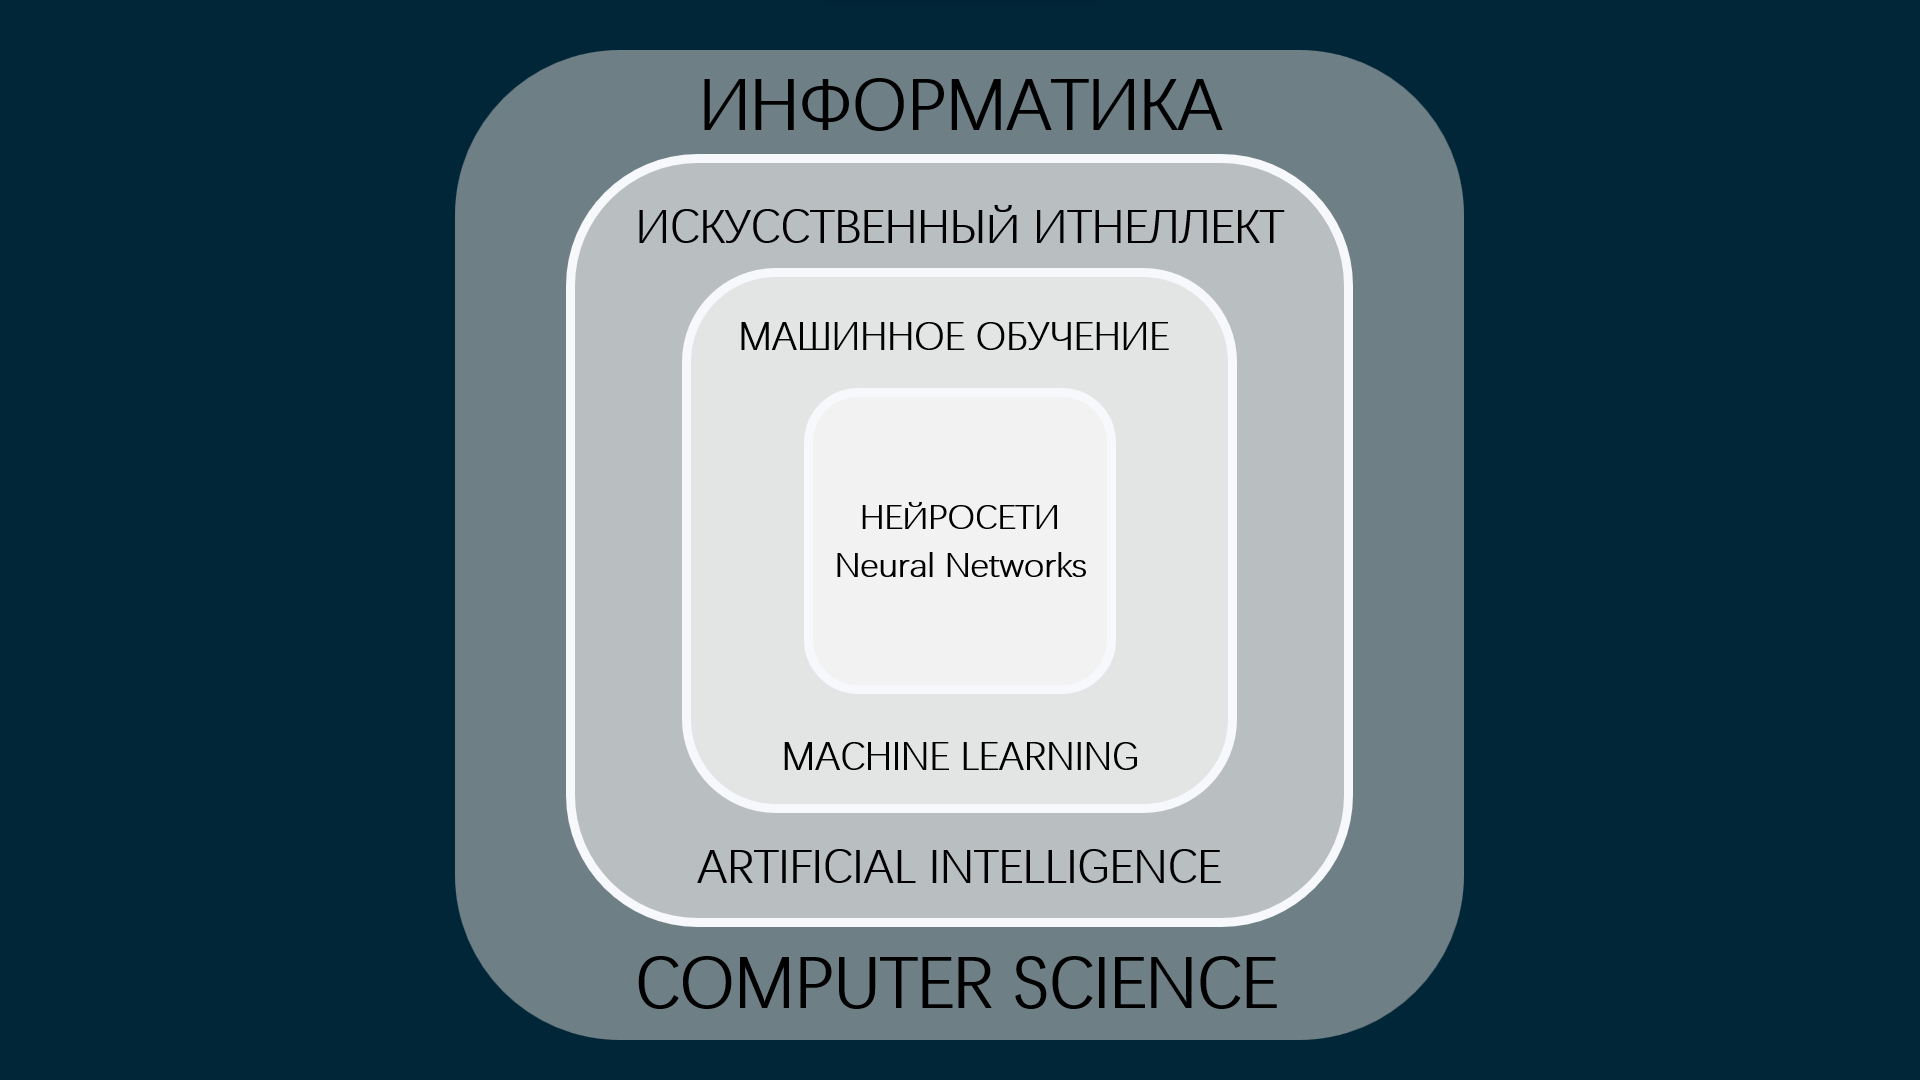 ИНФОРМАТИКА
ИСКУССТВЕННЫЙ ИТНЕЛЛЕКТ
МАШИННОЕ ОБУЧЕНИЕ
НЕЙРОСЕТИ
Neural Networks
MACHINE LEARNING
ARTIFICIAL INTELLIGENCE
COMPUTER SCIENCE